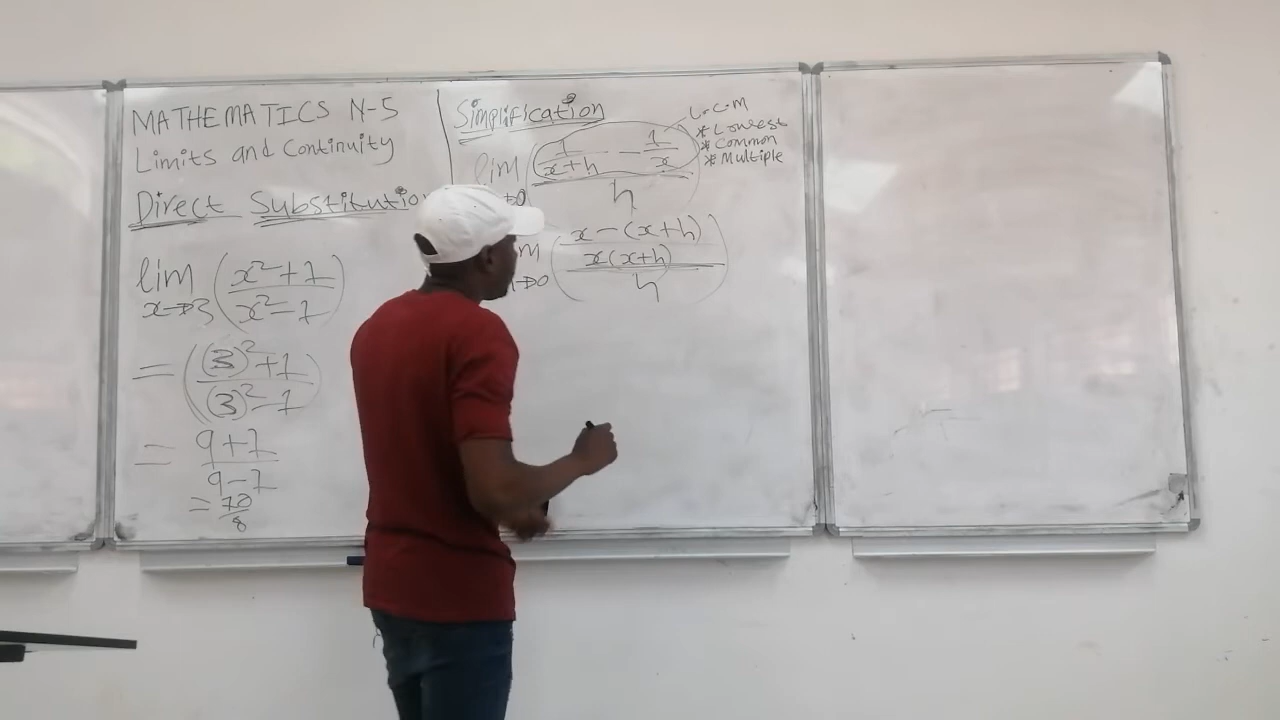 MATHEMATICS N-5
Limits and Continuity
Direct Substitution
lim x→3 (x²+1 / x²-1)
= ((3)²+1 / (3)²-1)
= 9+1 / 9-1
= 10/8
Simplification
L.C.M
* Lowest
* Common
* Multiple
lim →0 (1/x+h - 1/x / h)
m h→0 (x-(x+h) / x(x+h) / h)